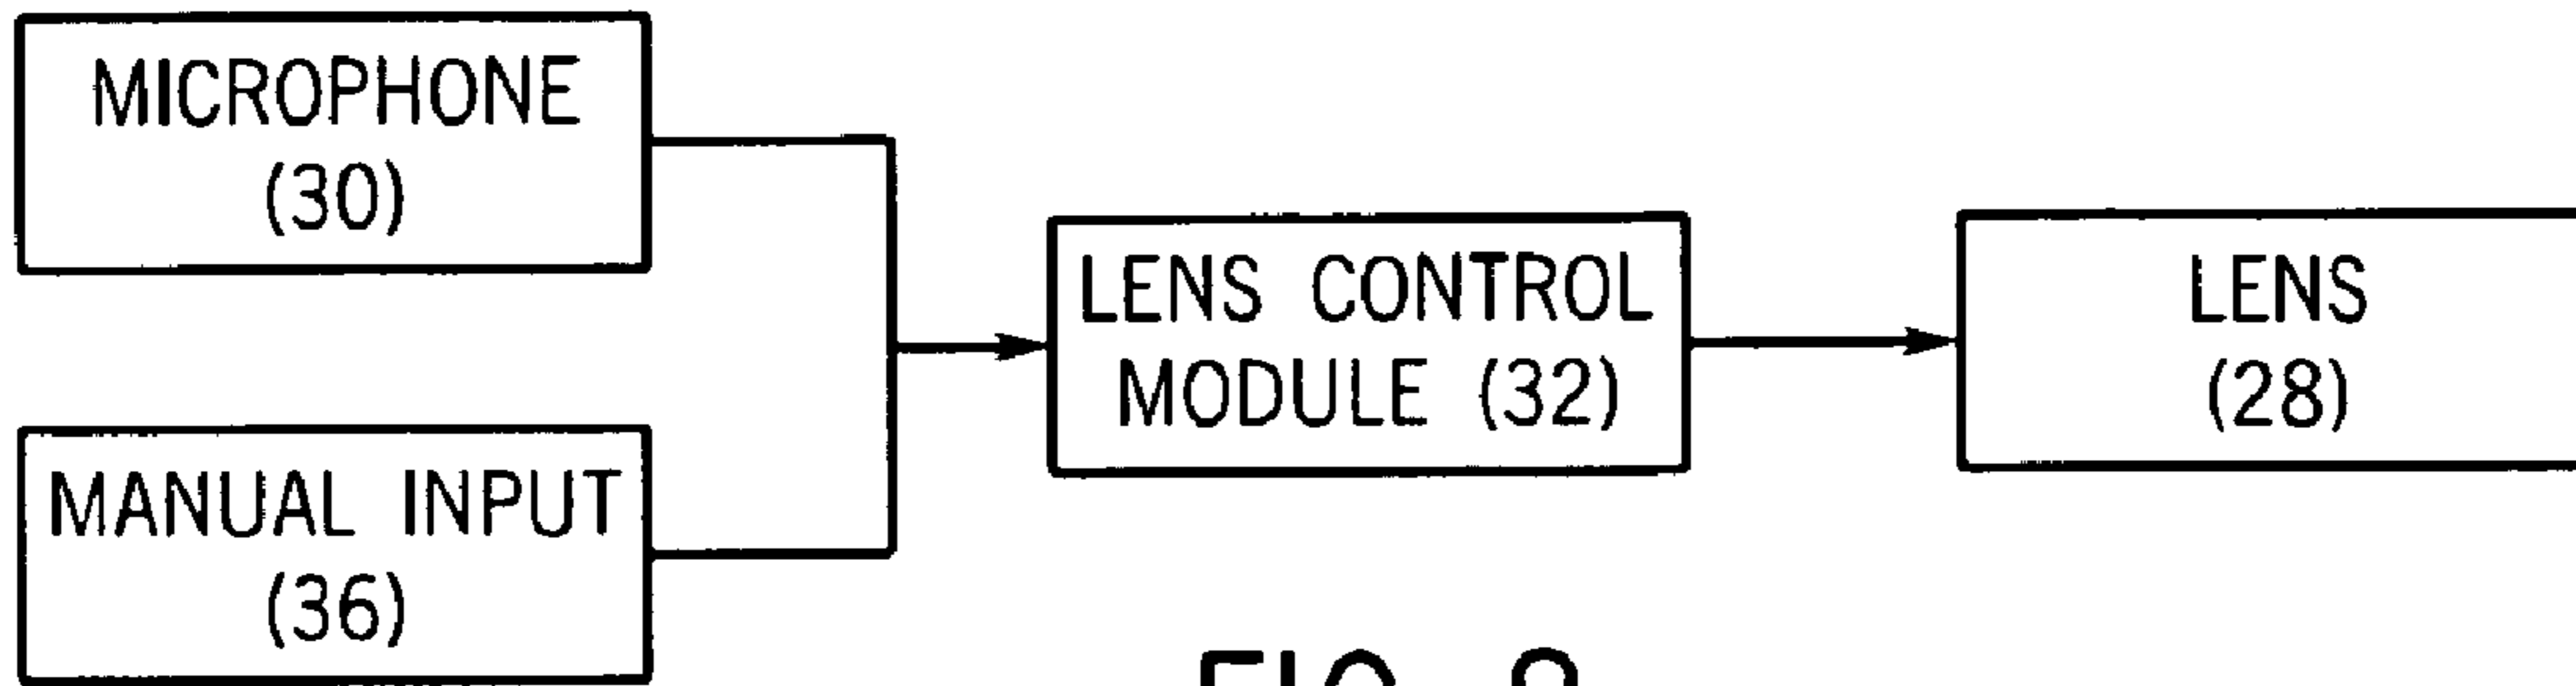 MICROPHONE
(30)
MANUAL INPUT
(36)
LENS CONTROL
MODULE (32)
LENS
(28)